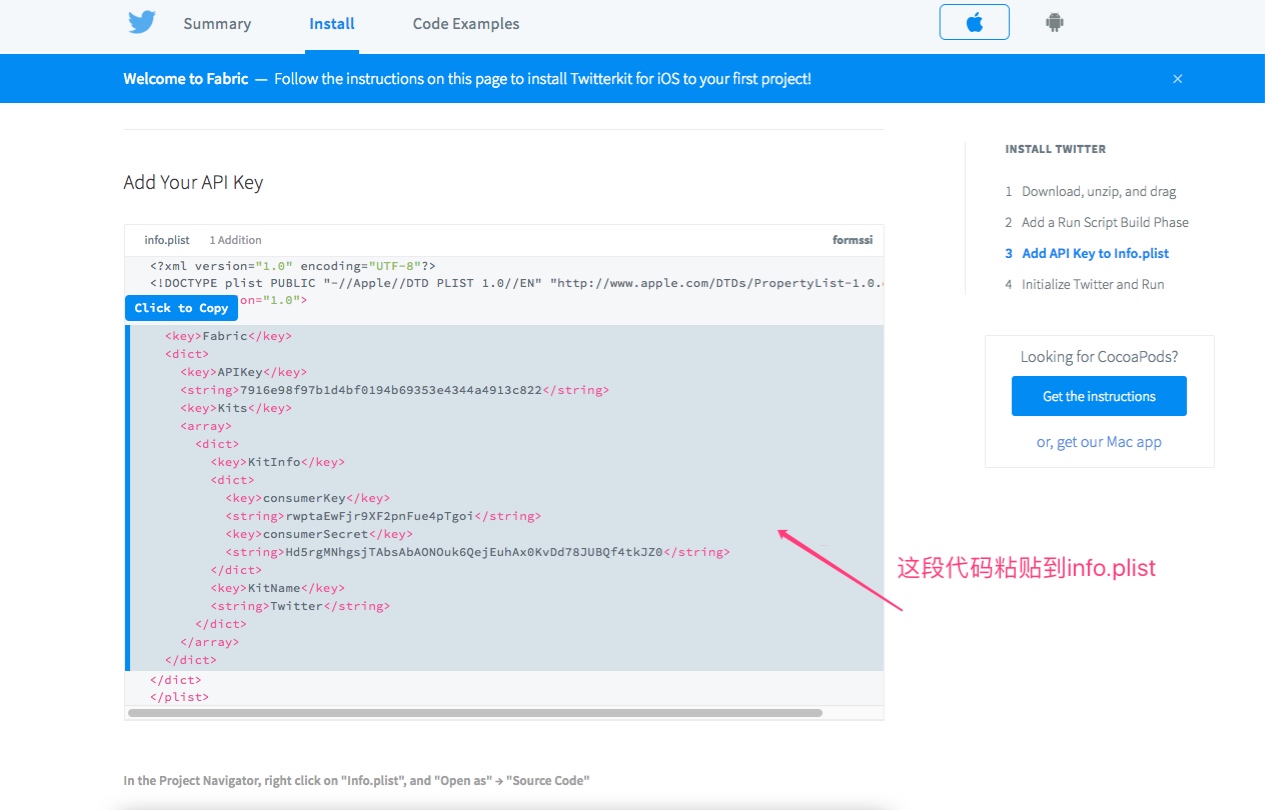 Summary
Install
Code Examples
Welcome to Fabric — Follow the instructions on this page to install Twitterkit for iOS to your first project!
×
Add Your API Key
info.plist 1 Addition formssi
<?xml version="1.0" encoding="UTF-8"?>
<!DOCTYPE plist PUBLIC "-//Apple//DTD PLIST 1.0//EN" "http://www.apple.com/DTDs/PropertyList-1.0.
on="1.0">
Click to Copy
<key>Fabric</key>
<dict>
<key>APIKey</key>
<string>7916e98f97b1d4bf0194b69353e4344a4913c822</string>
<key>Kits</key>
<array>
<dict>
<key>KitInfo</key>
<dict>
<key>consumerKey</key>
<string>rwptaEwFjr9XF2pnFue4pTgoi</string>
<key>consumerSecret</key>
<string>Hd5rgMNhgsjTAbsAbAONOuk6QejEuhAx0KvDd78JUBQf4tkJZ0</string>
</dict>
<key>KitName</key>
<string>Twitter</string>
</dict>
</array>
</dict>
</dict>
</plist>
In the Project Navigator, right click on "Info.plist", and "Open as" → "Source Code"
INSTALL TWITTER
1 Download, unzip, and drag
2 Add a Run Script Build Phase
3 Add API Key to Info.plist
4 Initialize Twitter and Run
Looking for CocoaPods?
Get the instructions
or, get our Mac app
这段代码粘贴到info.plist